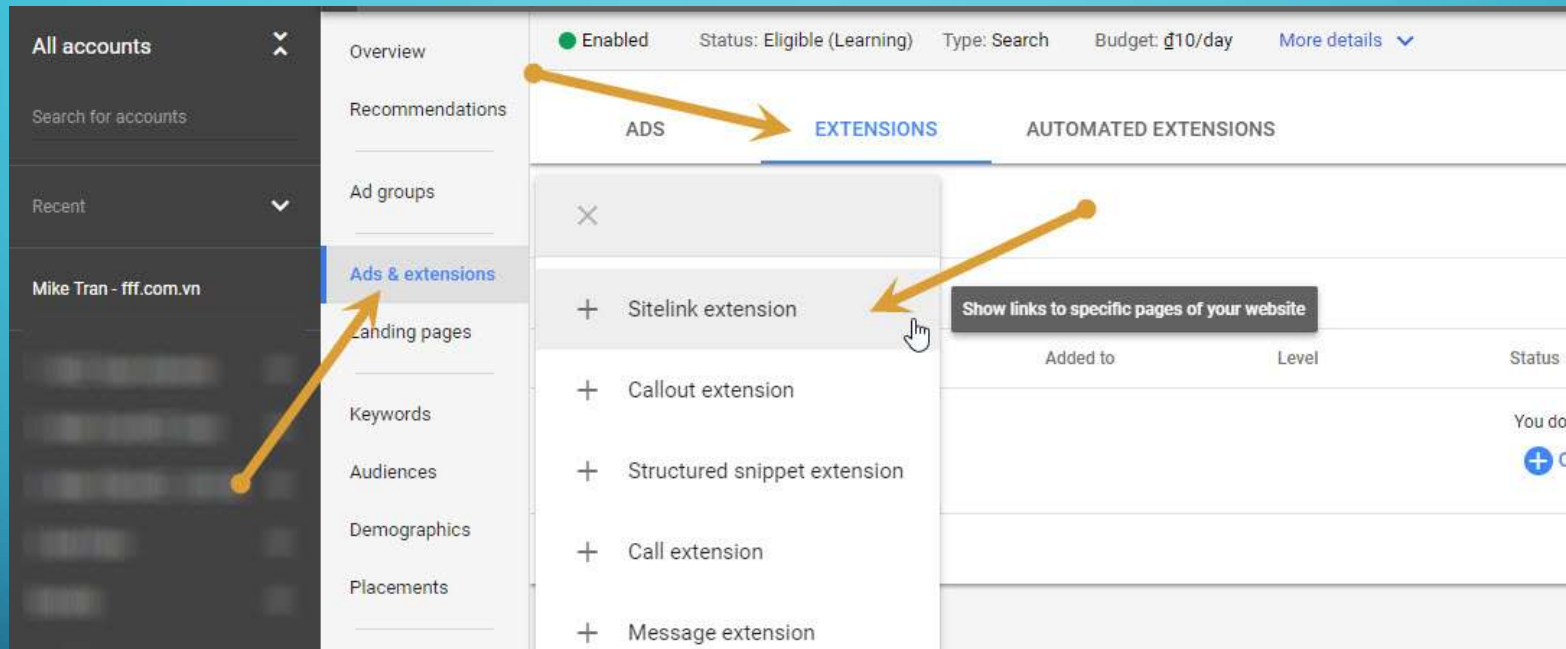 All accounts
Search for accounts
Recent
Mike Tran - fff.com.vn
Overview
Recommendations
Ad groups
Ads & extensions
Landing pages
Keywords
Audiences
Demographics
Placements
Enabled Status: Eligible (Learning) Type: Search Budget: ₫10/day More details
ADS EXTENSIONS AUTOMATED EXTENSIONS
Sitelink extension
Show links to specific pages of your website
Added to Level Status
Callout extension
You do
Structured snippet extension
Call extension
Message extension